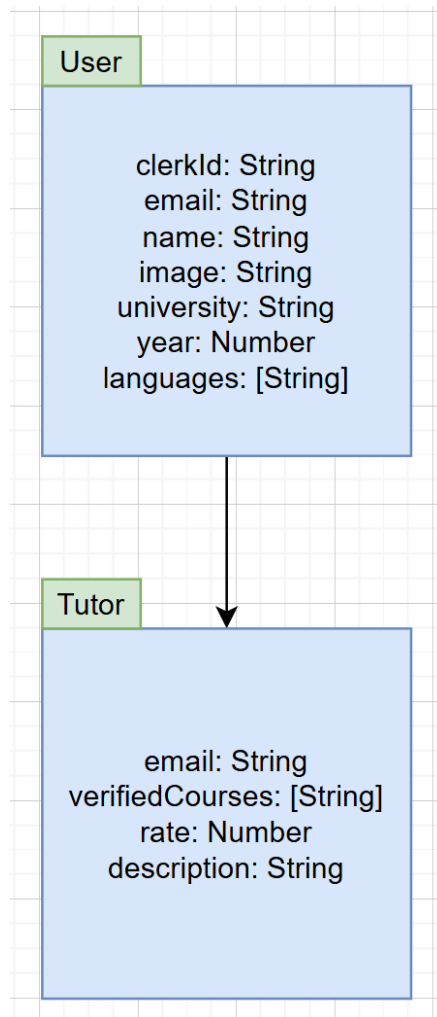 User
clerkId: String
email: String
name: String
image: String
university: String
year: Number
languages: [String]
Tutor
email: String
verifiedCourses: [String]
rate: Number
description: String